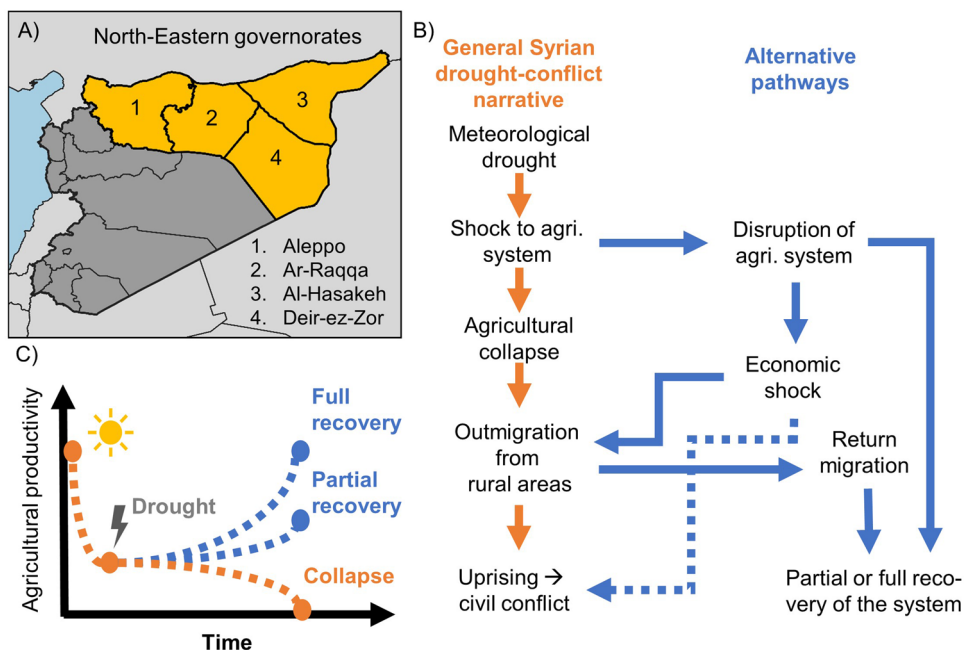 A)
North-Eastern governorates
1
2
3
4
1. Aleppo
2. Ar-Raqqa
3. Al-Hasakeh
4. Deir-ez-Zor
B)
General Syrian
drought-conflict
narrative
Meteorological
drought
Shock to agri.
system
Agricultural
collapse
Outmigration
from
rural areas
Uprising →
civil conflict
Alternative
pathways
Disruption of
agri. system
Economic
shock
Return
migration
Partial or full reco-
very of the system
C)
Agricultural productivity
Full
recovery
Partial
recovery
Drought
Collapse
Time